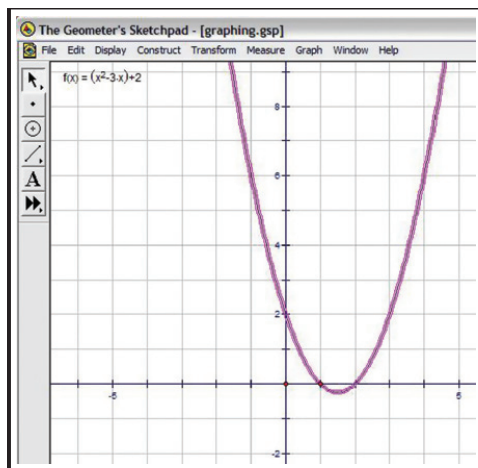 The Geometer's Sketchpad - [graphing.gsp]
File Edit Display Construct Transform Measure Graph Window Help
f(x) = (x²-3·x)+2
A
8
6
4
2
-5
5
-2